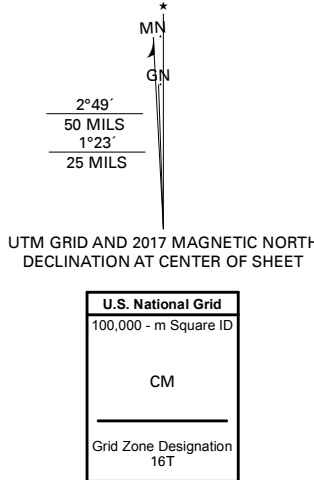 ★
MN
GN
2°49´
50 MILS
1°23´
25 MILS
UTM GRID AND 2017 MAGNETIC NORTH
DECLINATION AT CENTER OF SHEET
U.S. National Grid
100,000 - m Square ID
CM
Grid Zone Designation
16T